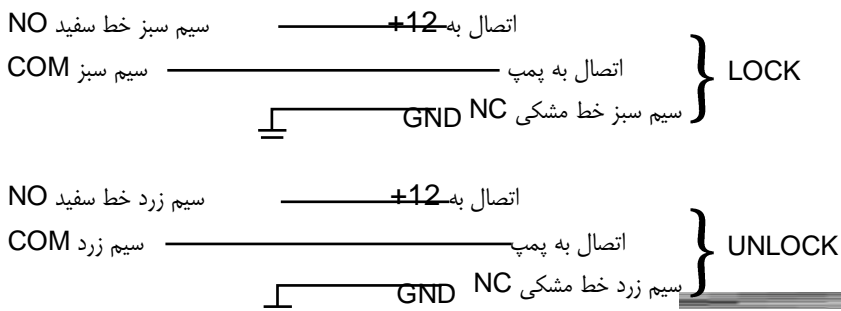 سیم سبز خط سفید NO اتصال به +12
سیم سبز COM اتصال به پمپ
LOCK
سیم سبز خط مشکی NC GND
سیم زرد خط سفید NO اتصال به +12
سیم زرد COM اتصال به پمپ
UNLOCK
سیم زرد خط مشکی NC GND